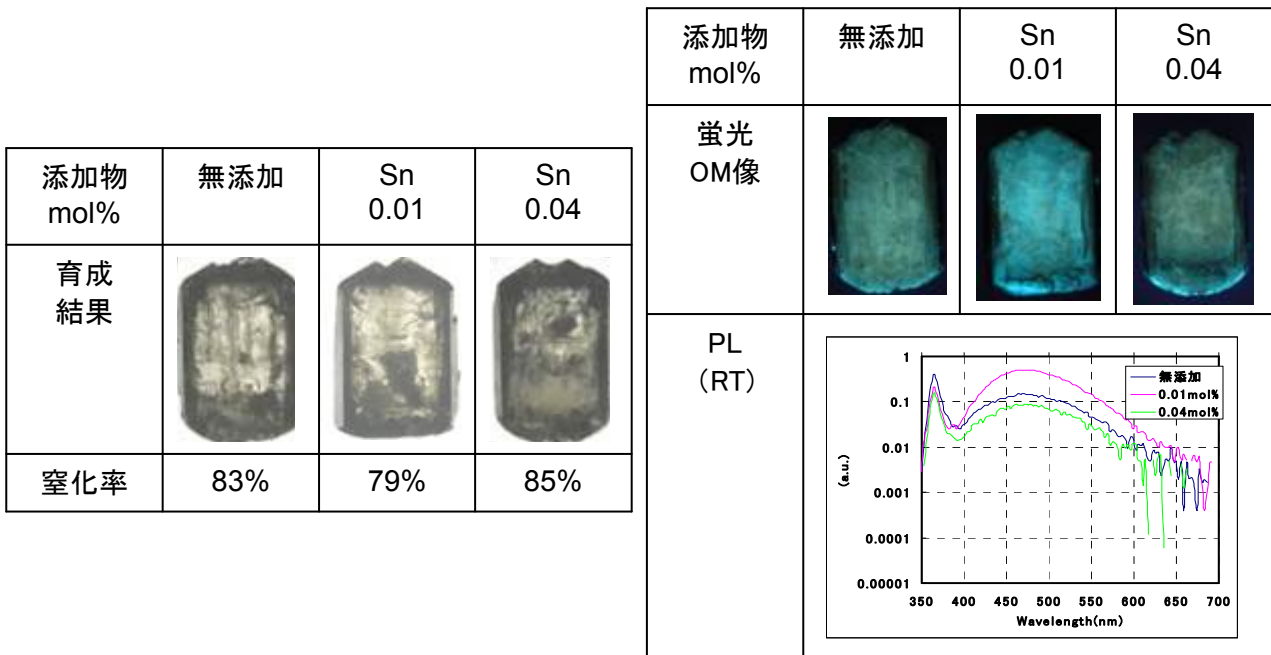 添加物
mol%
無添加
Sn
0.01
Sn
0.04
育成
結果
窒化率
83%
79%
85%
添加物
mol%
無添加
Sn
0.01
Sn
0.04
蛍光
OM像
PL
（RT）
1
0.1
0.01
0.001
0.0001
0.00001
(a.u.)
無添加
0.01mol%
0.04mol%
350 400 450 500 550 600 650 700
Wavelength(nm)